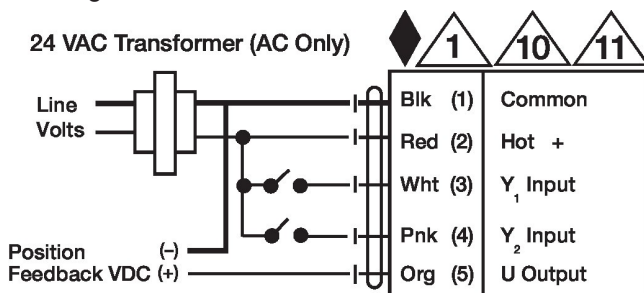 24 VAC Transformer (AC Only)
1 10 11
Line
Volts
Blk (1) Common
Red (2) Hot +
Wht (3) Y1 Input
Pnk (4) Y2 Input
Position (–)
Feedback VDC (+)
Org (5) U Output